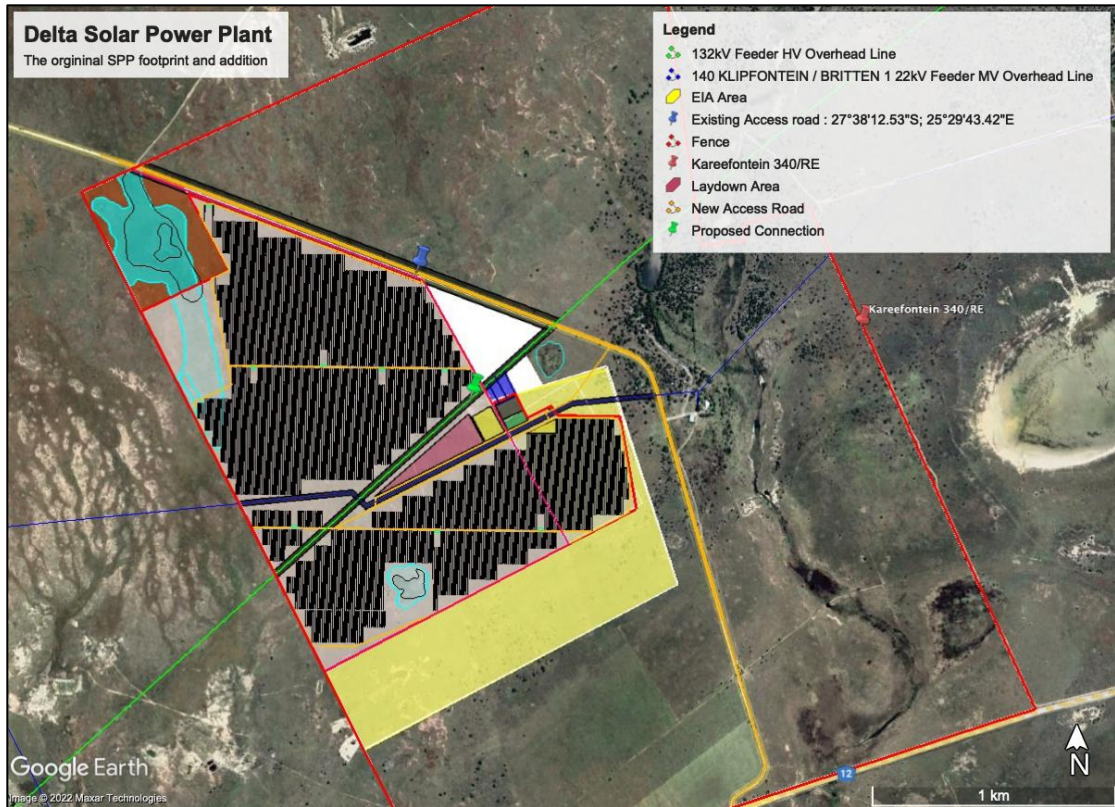 Delta Solar Power Plant
The orgininal SPP footprint and addition
Legend
132kV Feeder HV Overhead Line
140 KLIPFONTEIN / BRITTEN 1 22kV Feeder MV Overhead Line
EIA Area
Existing Access road : 27°38'12.53"S; 25°29'43.42"E
Fence
Kareefontein 340/RE
Laydown Area
New Access Road
Proposed Connection
Kareefontein 340/RE
Google Earth
Image © 2022 Maxar Technologies
12
N
1 km